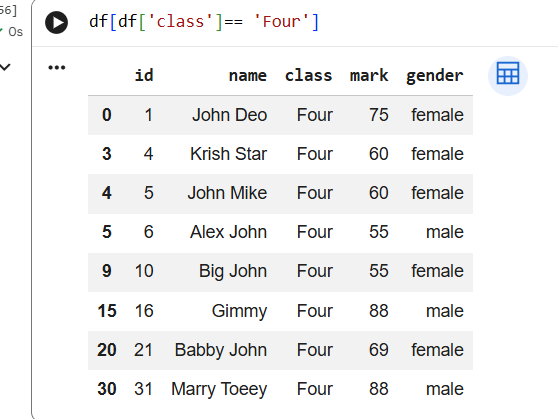 56]
0s
df[df['class']== 'Four']
id name class mark gender
0 1 John Deo Four 75 female
3 4 Krish Star Four 60 female
4 5 John Mike Four 60 female
5 6 Alex John Four 55 male
9 10 Big John Four 55 female
15 16 Gimmy Four 88 male
20 21 Babby John Four 69 female
30 31 Marry Toeey Four 88 male